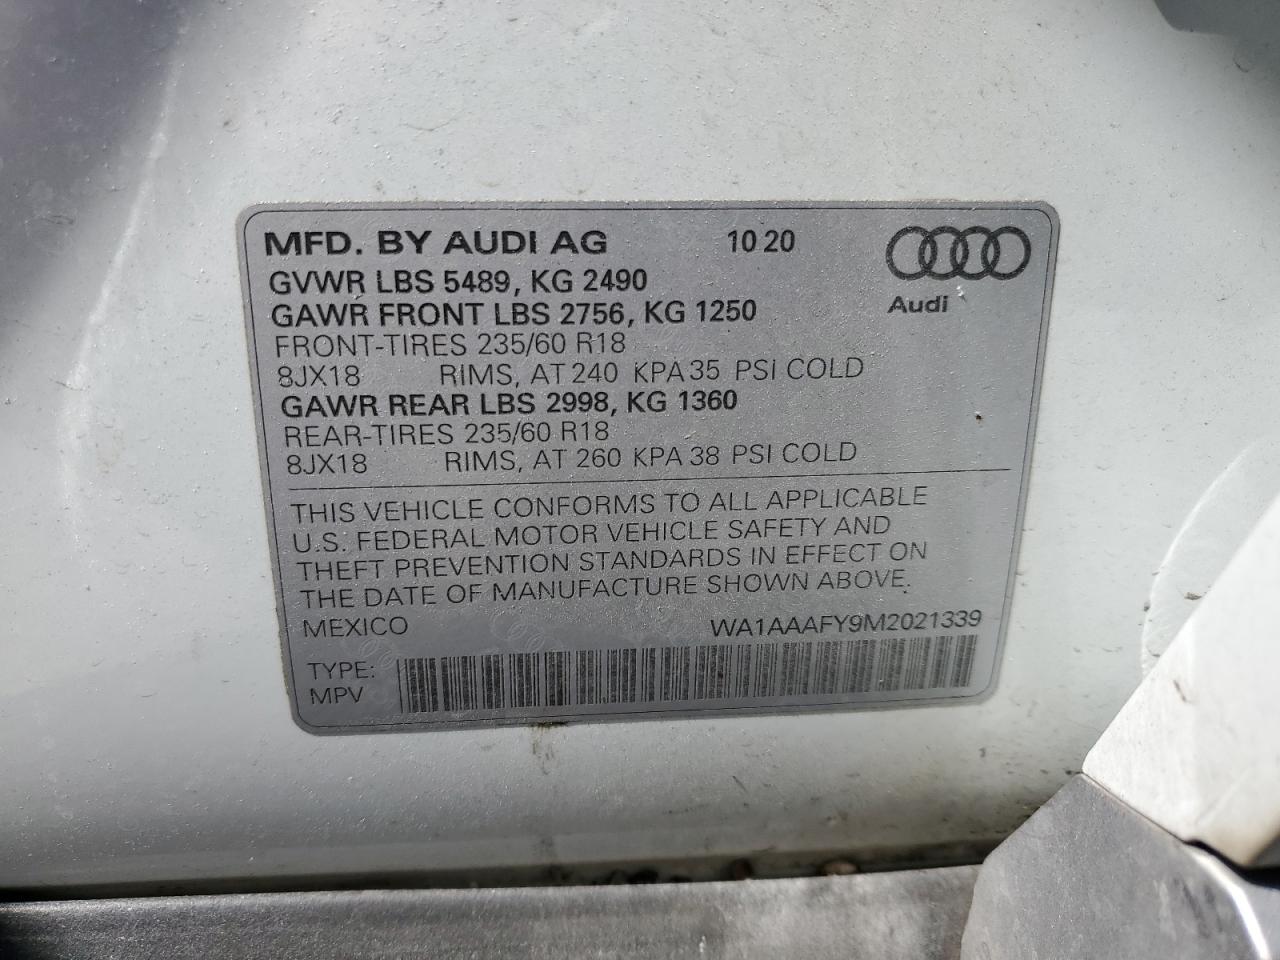 MFD. BY AUDI AG 10 20
Audi
GVWR LBS 5489, KG 2490
GAWR FRONT LBS 2756, KG 1250
FRONT-TIRES 235/60 R18
8JX18 RIMS, AT 240 KPA 35 PSI COLD
GAWR REAR LBS 2998, KG 1360
REAR-TIRES 235/60 R18
8JX18 RIMS, AT 260 KPA 38 PSI COLD
THIS VEHICLE CONFORMS TO ALL APPLICABLE
U.S. FEDERAL MOTOR VEHICLE SAFETY AND
THEFT PREVENTION STANDARDS IN EFFECT ON
THE DATE OF MANUFACTURE SHOWN ABOVE.
MEXICO WA1AAAFY9M2021339
TYPE:
MPV